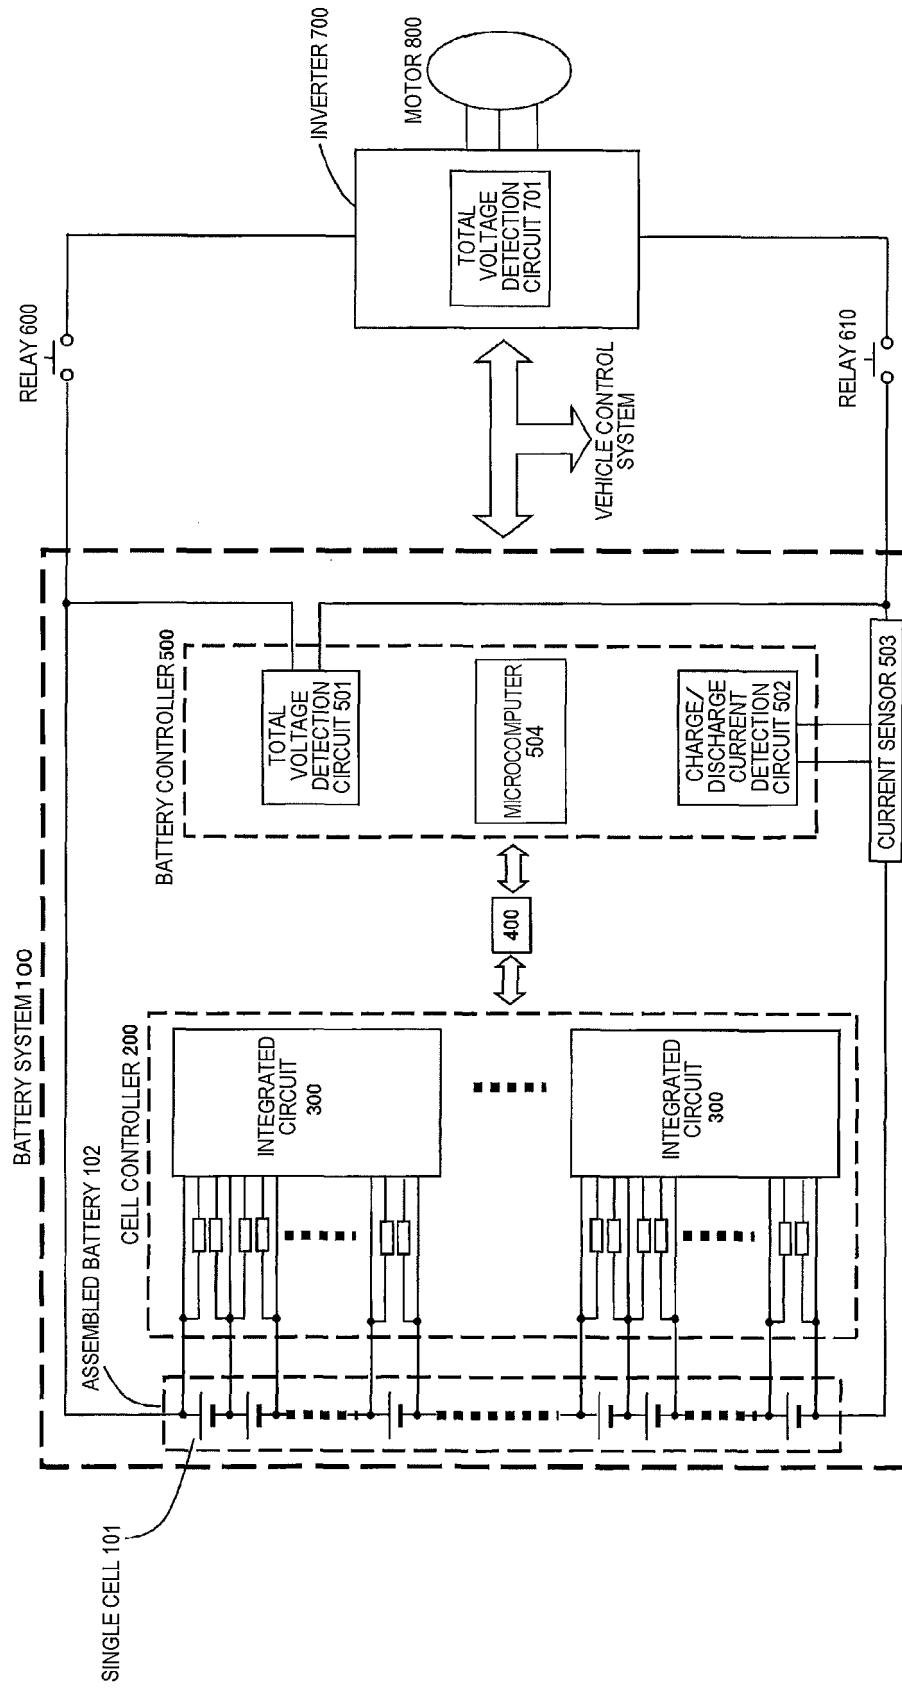 BATTERY SYSTEM 100
SINGLE CELL 101
ASSEMBLED BATTERY 102
CELL CONTROLLER 200
INTEGRATED
CIRCUIT
300
INTEGRATED
CIRCUIT
300
400
BATTERY CONTROLLER 500
TOTAL
VOLTAGE
DETECTION
CIRCUIT 501
MICROCOMPUTER
504
CHARGE/
DISCHARGE
CURRENT
DETECTION
CIRCUIT 502
CURRENT SENSOR 503
RELAY 600
VEHICLE CONTROL
SYSTEM
RELAY 610
INVERTER 700
TOTAL
VOLTAGE
DETECTION
CIRCUIT 701
MOTOR 800